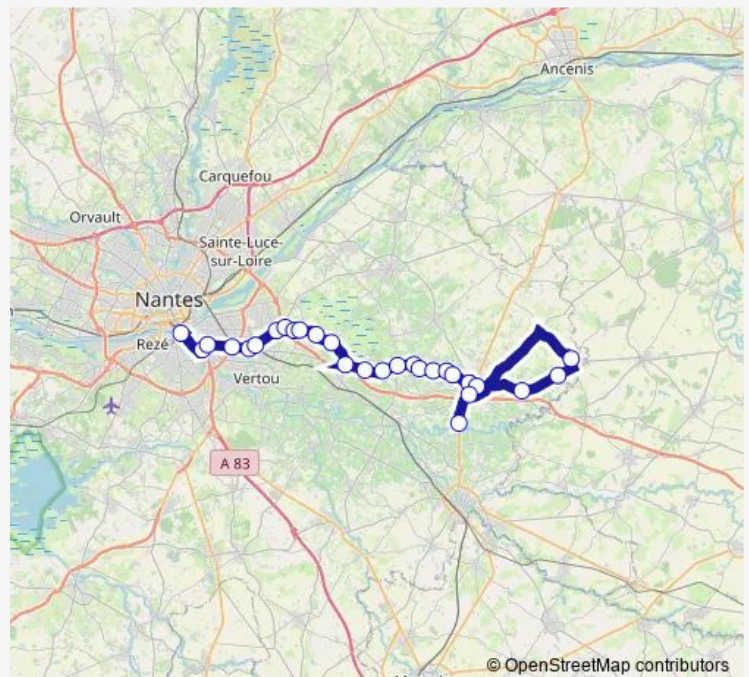 Ancenis
Carquefou
Orvault
Sainte-Luce-
sur-Loire
Nantes
Rezé
Vertou
A 83
© OpenStreetMap contributors